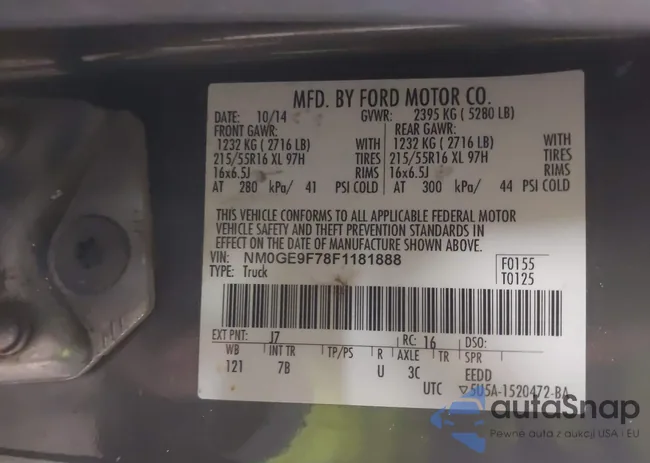 MFD. BY FORD MOTOR CO.
DATE: 10/14 GVWR: 2395 KG ( 5280 LB)
FRONT GAWR: REAR GAWR:
1232 KG ( 2716 LB) 1232 KG ( 2716 LB) WITH
215/55R16 XL 97H 215/55R16 XL 97H TIRES
16x6.5J 16x6.5J RIMS
AT 280 kPa/ 41 PSI COLD AT 300 kPa/ 44 PSI COLD
THIS VEHICLE CONFORMS TO ALL APPLICABLE FEDERAL MOTOR
VEHICLE SAFETY AND THEFT PREVENTION STANDARDS IN
EFFECT ON THE DATE OF MANUFACTURE SHOWN ABOVE.
VIN: NM0GE9F78F1181888 F0155
TYPE: Truck T0125
EXT PNT: J7 RC: 16 DSO:
WB INT TR TP/PS R AXLE TR SPR
121 7B U 3C EEDD
UTC ▽5U5A-1520472-BA
autaSnap
Pewne auta z aukcji USA i EU